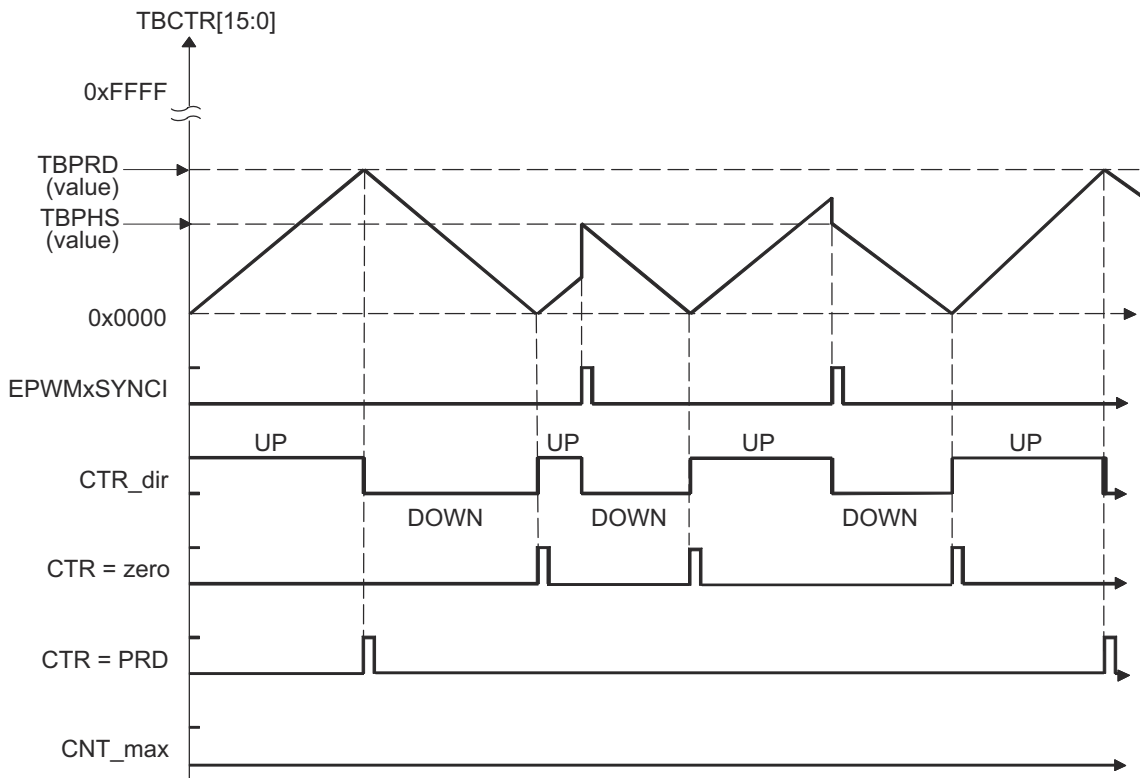 TBCTR[15:0]
0xFFFF
TBPRD
(value)
TBPHS
(value)
0x0000
EPWMxSYNCI
UP UP UP UP
CTR_dir
DOWN DOWN DOWN
CTR = zero
CTR = PRD
CNT_max